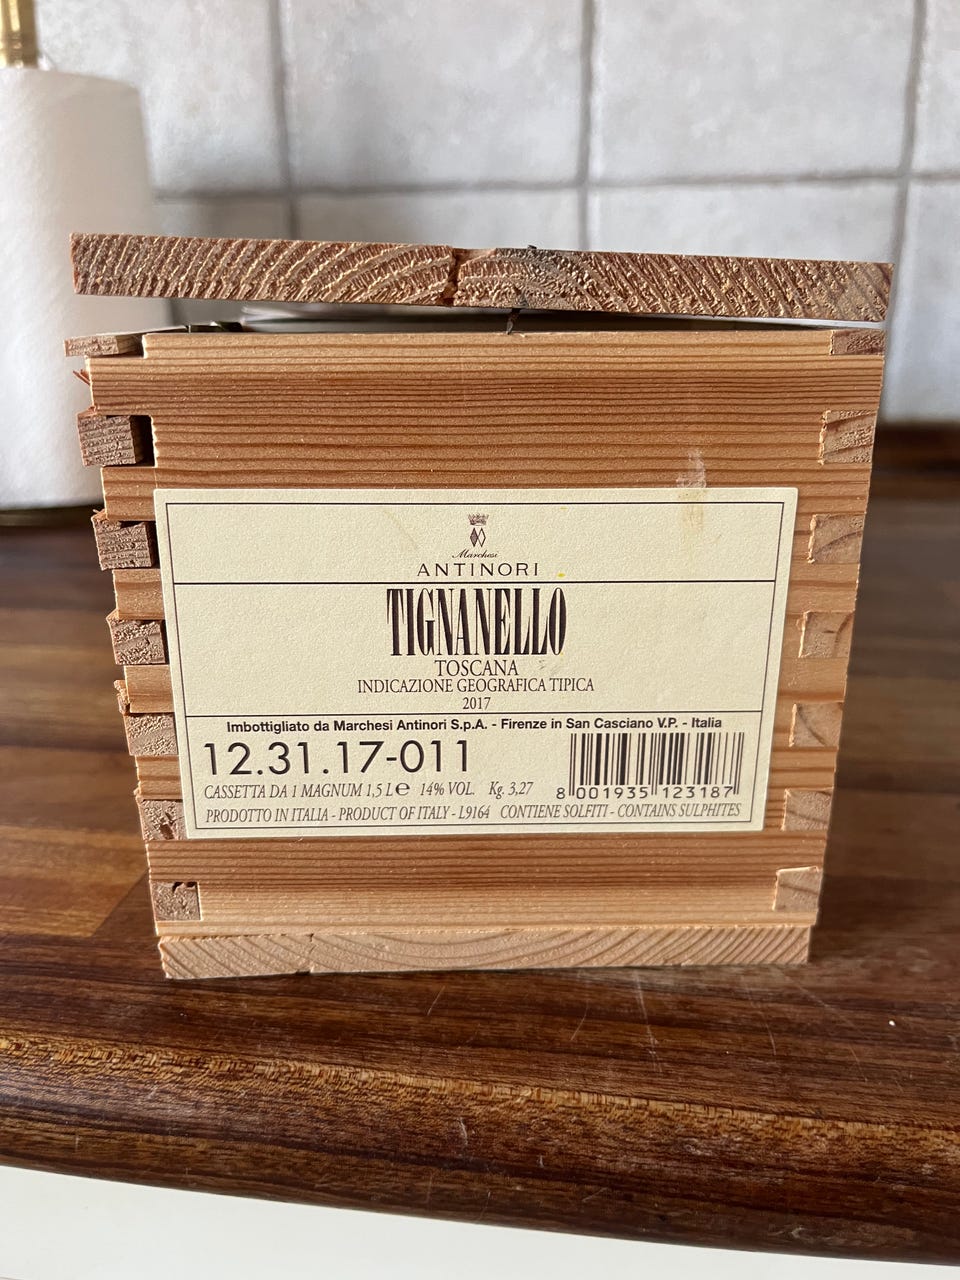 Marchesi
ANTINORI
TIGNANELLO
TOSCANA
INDICAZIONE GEOGRAFICA TIPICA
2017
Imbottigliato da Marchesi Antinori S.p.A. - Firenze in San Casciano V.P. - Italia
12.31.17-011
CASSETTA DA 1 MAGNUM 1,5 L e 14% VOL. Kg. 3,27
8 001935 123187
PRODOTTO IN ITALIA - PRODUCT OF ITALY - L9164 CONTIENE SOLFITI - CONTAINS SULPHITES